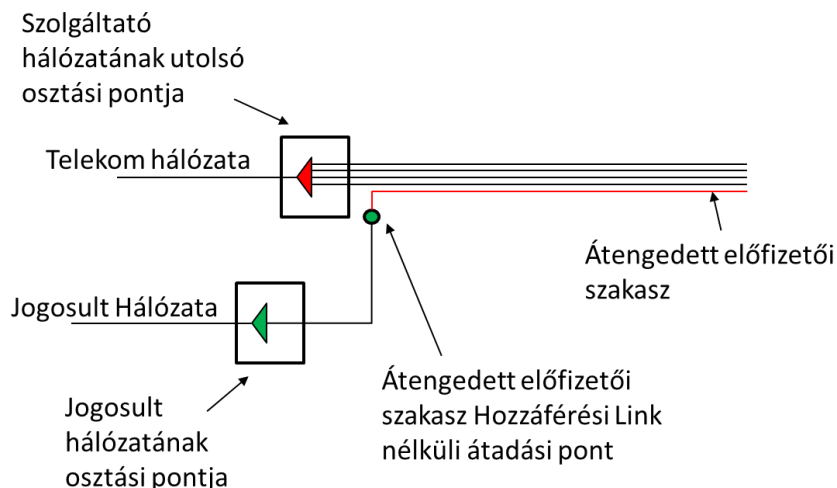 Szolgáltató
hálózatának utolsó
osztási pontja
Telekom hálózata
Átengedett előfizetői
szakasz
Jogosult Hálózata
Átengedett előfizetői
szakasz Hozzáférési Link
nélküli átadási pont
Jogosult
hálózatának
osztási pontja